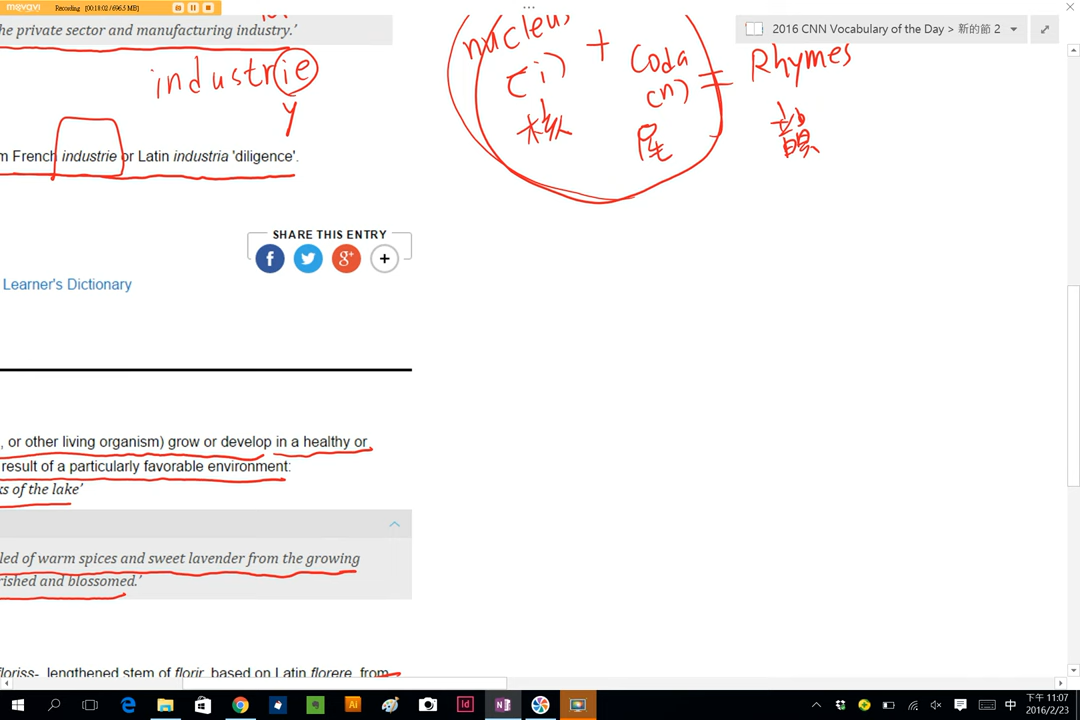 movavi Recording [00:18:02 / 696.5 MB]
he private sector and manufacturing industry.'
industrie
y
nucleus + Coda = Rhymes
(i) (n)
核 尾 韻
2016 CNN Vocabulary of the Day > 新的節 2
m French industrie or Latin industria 'diligence'.
SHARE THIS ENTRY
f g+ +
Learner's Dictionary
, or other living organism) grow or develop in a healthy or
result of a particularly favorable environment:
ks of the lake'
led of warm spices and sweet lavender from the growing
rished and blossomed.'
floriss-, lengthened stem of florir, based on Latin florere, from
中
下午 11:07
2016/2/23